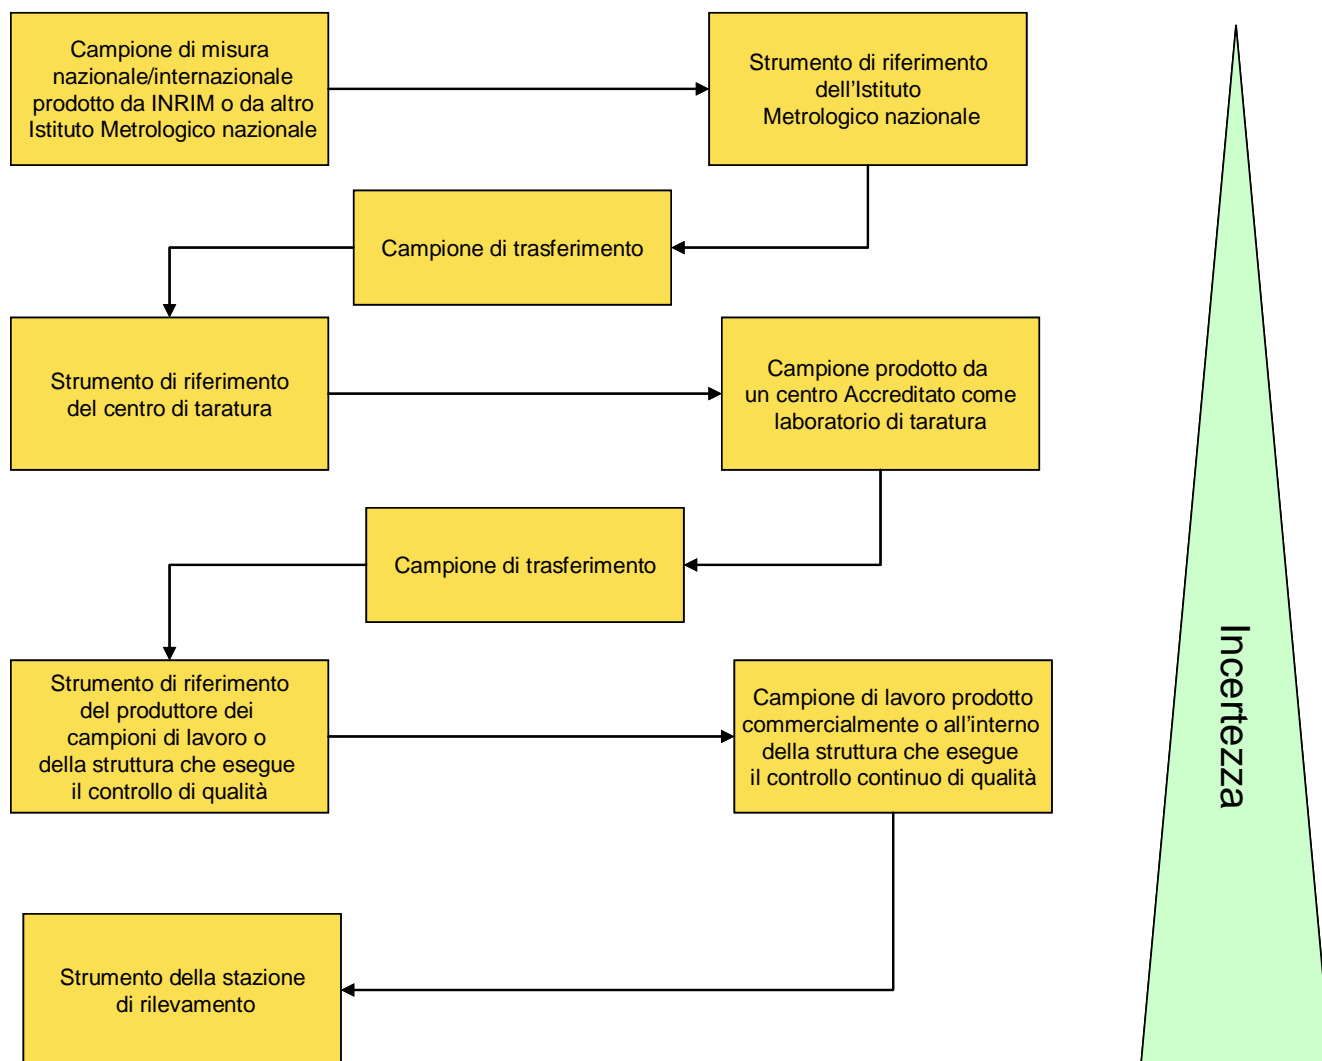 Campione di misura
nazionale/internazionale
prodotto da INRIM o da altro
Istituto Metrologico nazionale
Strumento di riferimento
dell'Istituto
Metrologico nazionale
Campione di trasferimento
Strumento di riferimento
del centro di taratura
Campione prodotto da
un centro Accreditato come
laboratorio di taratura
Campione di trasferimento
Strumento di riferimento
del produttore dei
campioni di lavoro o
della struttura che esegue
il controllo di qualità
Campione di lavoro prodotto
commercialmente o all'interno
della struttura che esegue
il controllo continuo di qualità
Strumento della stazione
di rilevamento
Incertezza